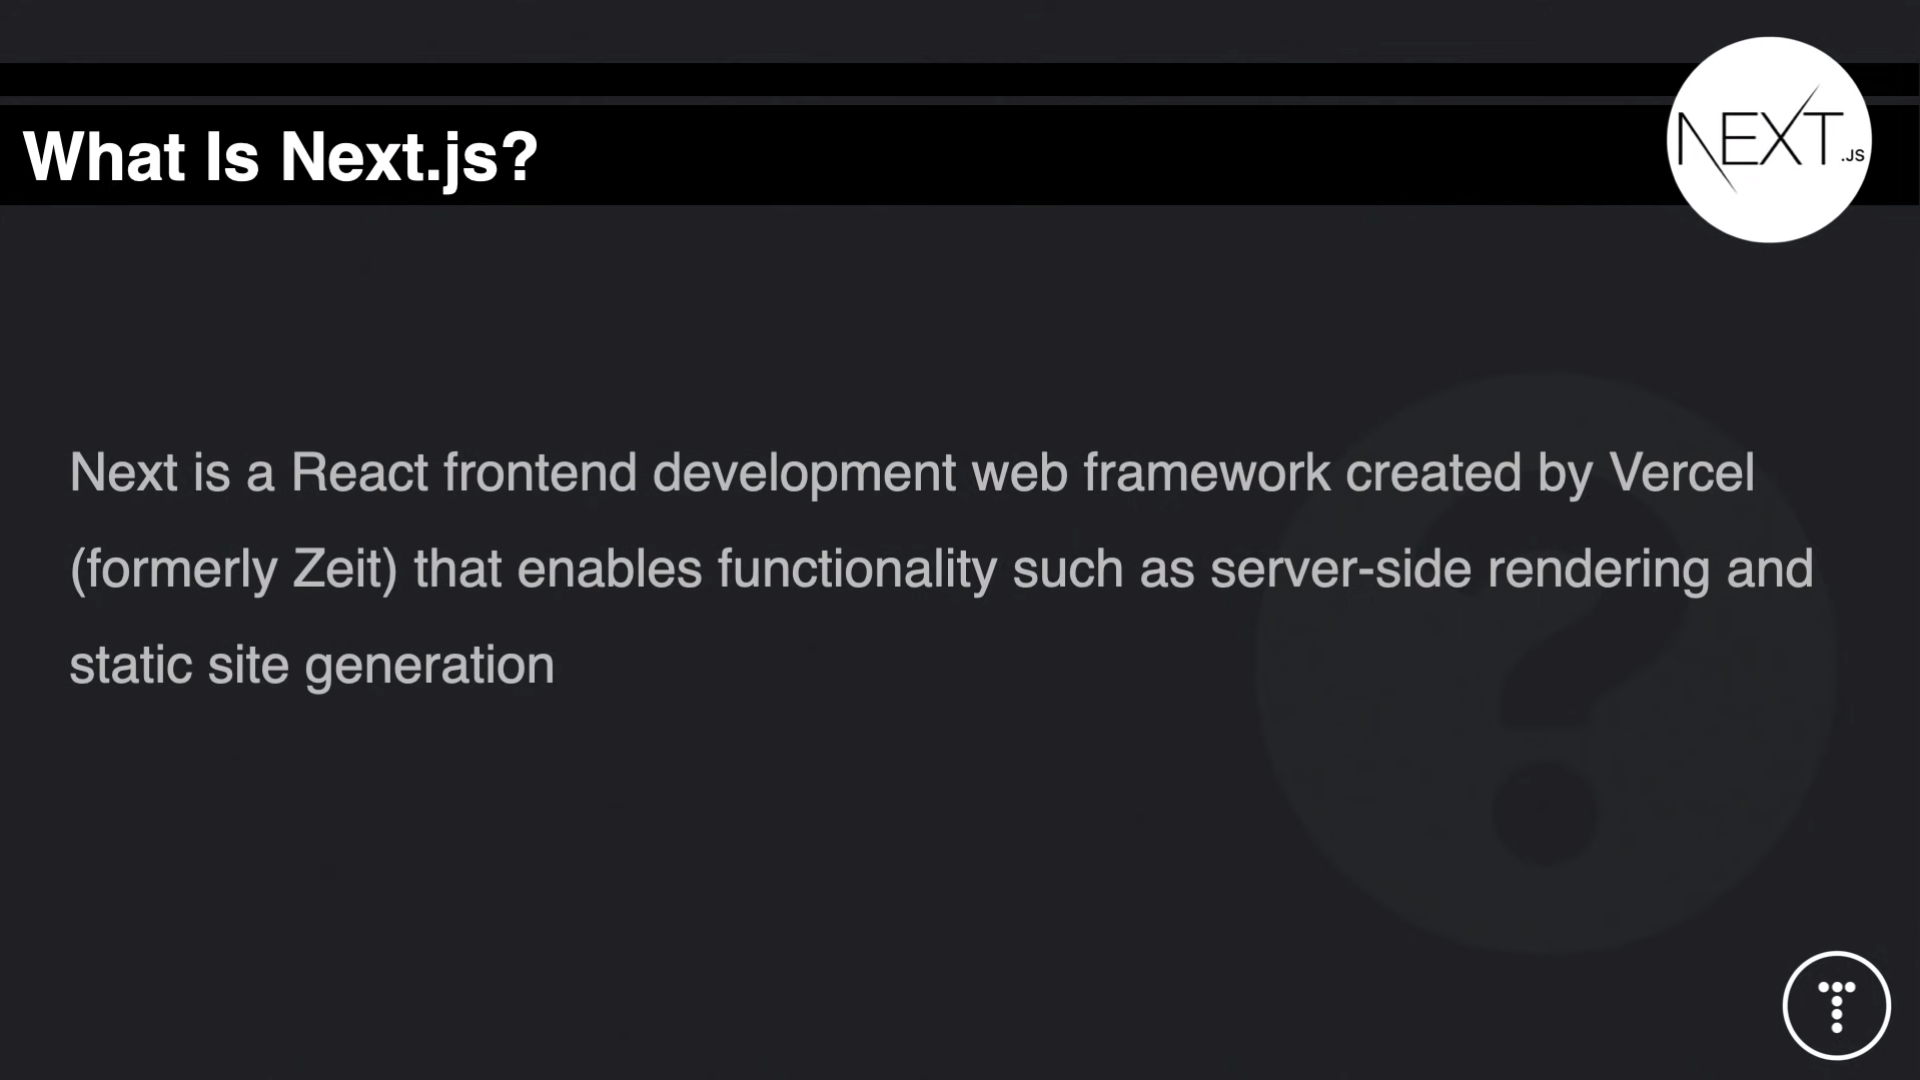 What Is Next.js?
NEXT.JS
Next is a React frontend development web framework created by Vercel
(formerly Zeit) that enables functionality such as server-side rendering and
static site generation
?
T